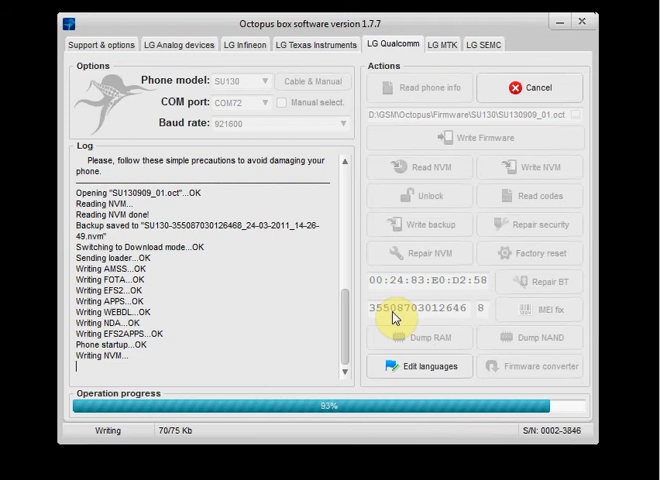 Octopus box software version 1.7.7
Support & options
LG Analog devices
LG Infineon
LG Texas Instruments
LG Qualcomm
LG MTK
LG SEMC
Options
Phone model: SU130
Cable & Manual
COM port: COM72
Manual select.
Baud rate: 921600
Log
Please, follow these simple precautions to avoid damaging your
phone.
Opening "SU130909_01.oct"...OK
Reading NVM...
Reading NVM done!
Backup saved to "SU130-355087030126468_24-03-2011_14-26-
49.nvm"
Switching to Download mode...OK
Sending loader...OK
Writing AMSS...OK
Writing FOTA...OK
Writing EFS2...OK
Writing APPS...OK
Writing WEBDL...OK
Writing NDA...OK
Writing EFS2APPS...OK
Phone startup...OK
Writing NVM...
Actions
Read phone info
Cancel
D:\GSM\Octopus\Firmware\SU130\SU130909_01.oct
Write Firmware
Read NVM
Write NVM
Unlock
Read codes
Write backup
Repair security
Repair NVM
Factory reset
00:24:83:E0:D2:58
Repair BT
35508703012646 8
IMEI fix
Dump RAM
Dump NAND
Edit languages
Firmware converter
Operation progress
93%
Writing
70/75 Kb
S/N: 0002-3846